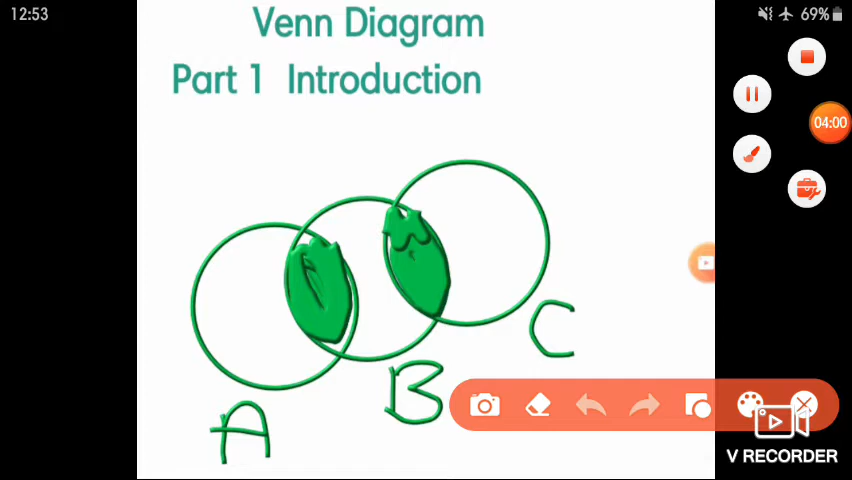 12:53
69%
Venn Diagram
Part 1 Introduction
04:00
C
B
A
V RECORDER